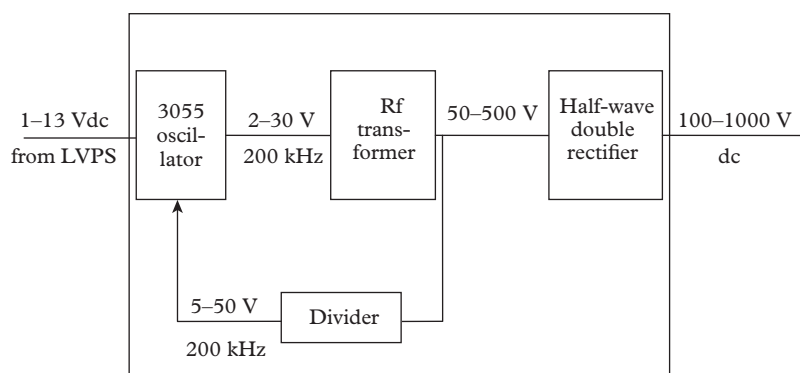 1–13 Vdc
from LVPS
3055
oscil-
lator
2–30 V
200 kHz
Rf
trans-
former
50–500 V
Half-wave
double
rectifier
100–1000 V
dc
5–50 V
200 kHz
Divider